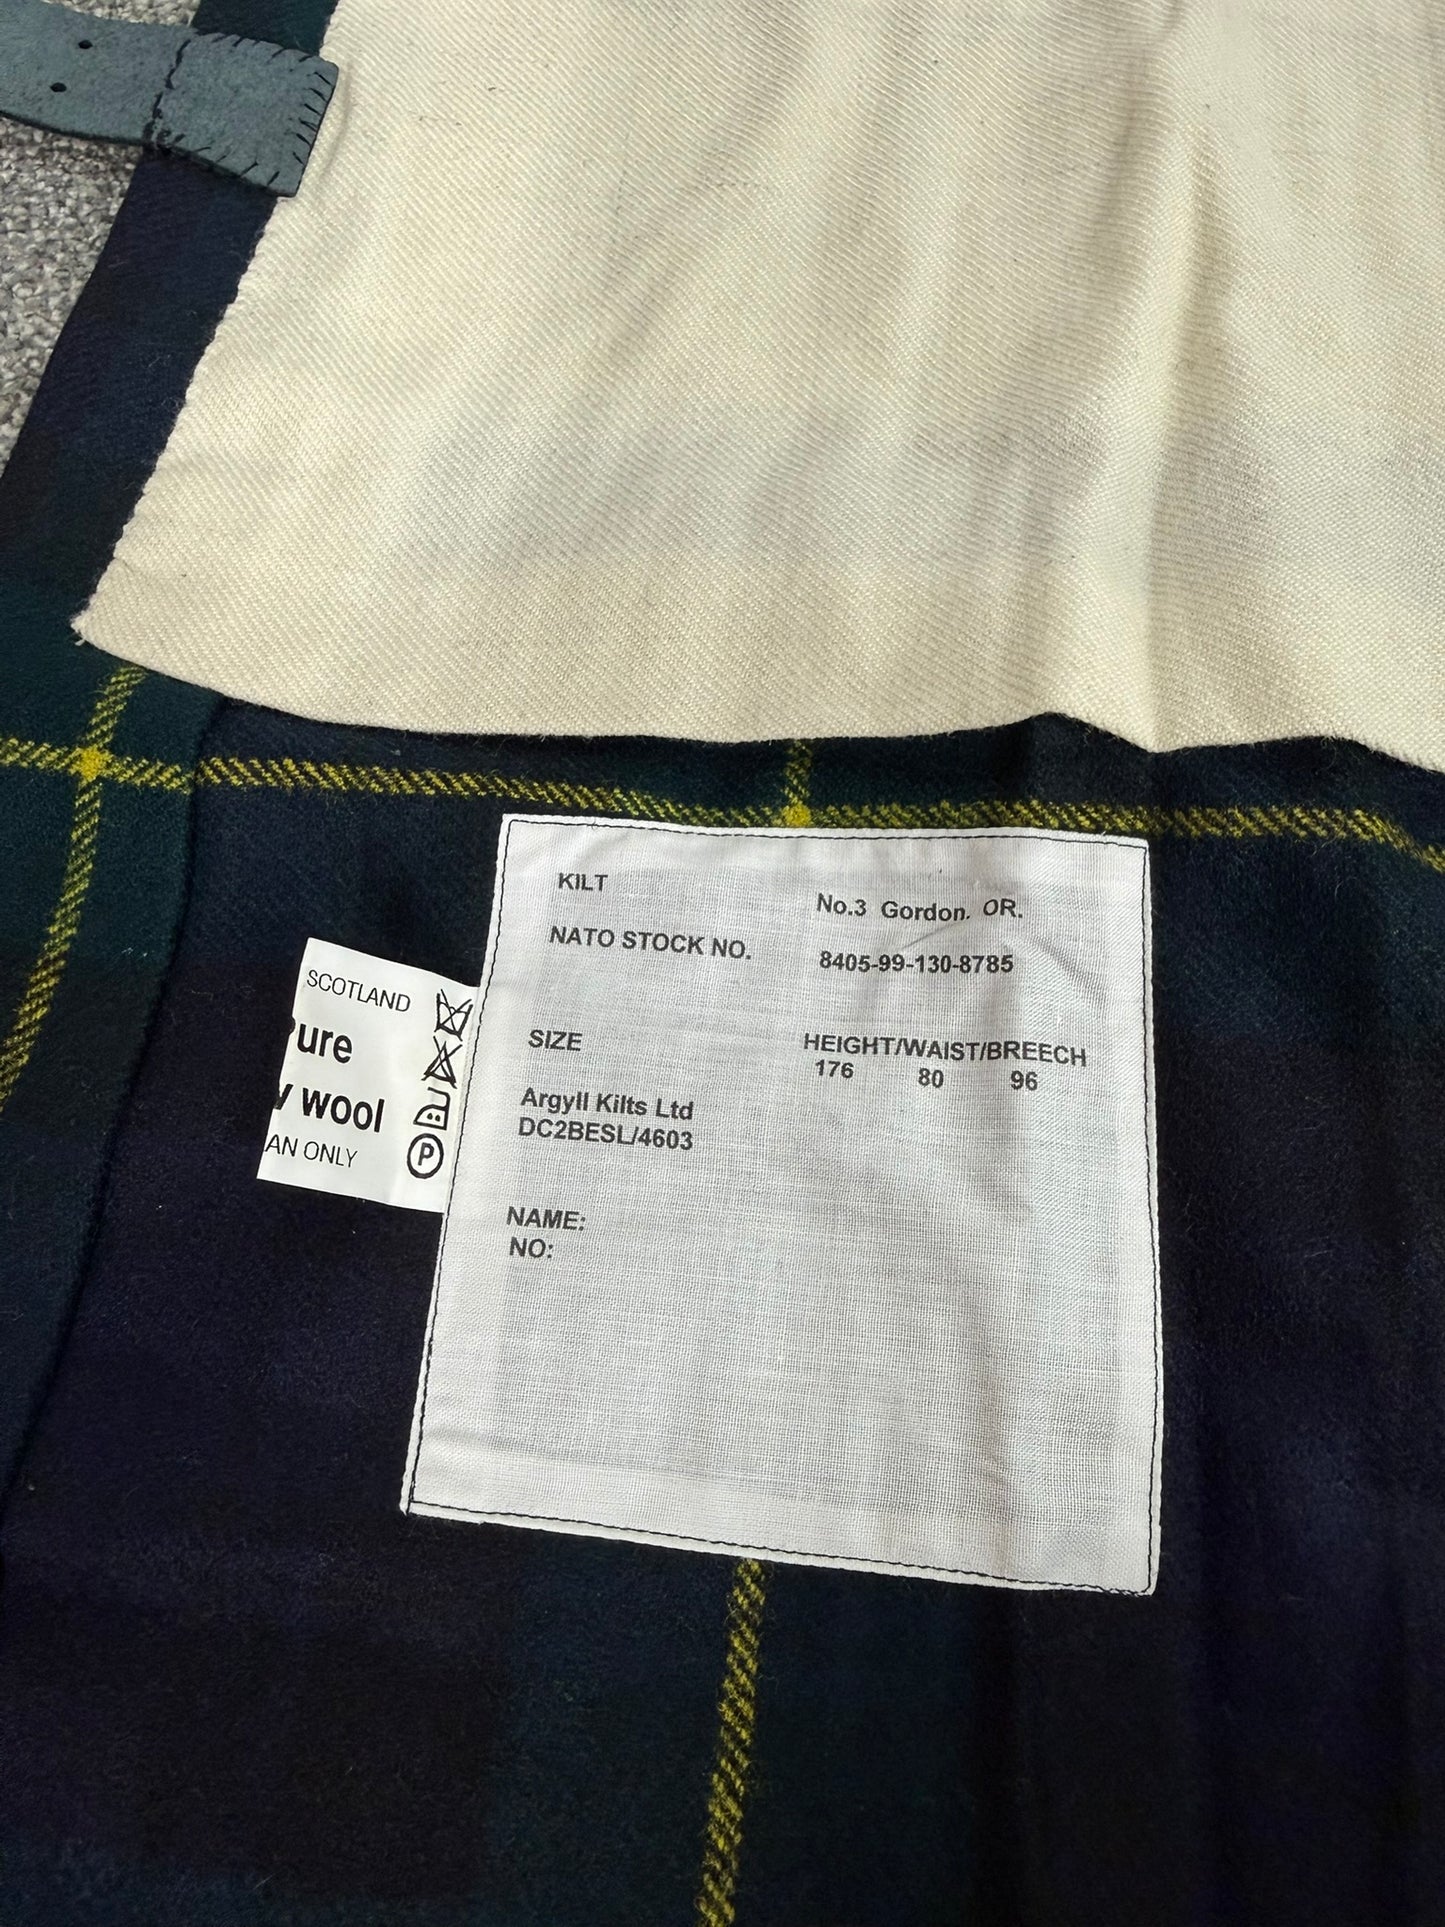 KILT No.3 Gordon. OR.
NATO STOCK NO. 8405-99-130-8785
SIZE HEIGHT/WAIST/BREECH
176 80 96
Argyll Kilts Ltd
DC2BESL/4603
NAME:
NO:
SCOTLAND
ure
wool
AN ONLY
P